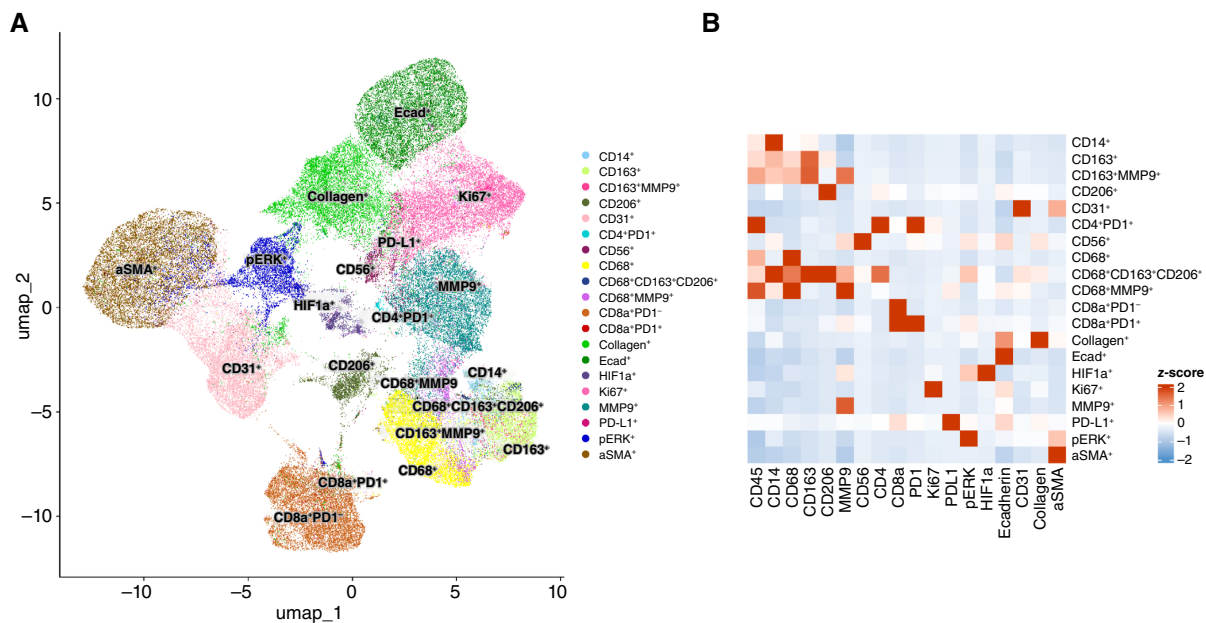 A
B
umap_2
10
5
0
−5
−10
−10
−5
0
5
10
umap_1
Ecad⁺
Collagen⁺
Ki67⁺
PD-L1⁺
aSMA⁺
pERK⁺
CD56⁺
MMP9⁺
HIF1a⁺
CD4⁺PD1⁺
CD31⁺
CD206⁺
CD14⁺
CD68⁺MMP9
CD68⁺CD163⁺CD206⁺
CD163⁺MMP9⁺
CD163⁺
CD68⁺
CD8a⁺PD1⁺
CD8a⁺PD1⁻
CD14⁺
CD163⁺
CD163⁺MMP9⁺
CD206⁺
CD31⁺
CD4⁺PD1⁺
CD56⁺
CD68⁺
CD68⁺CD163⁺CD206⁺
CD68⁺MMP9⁺
CD8a⁺PD1⁻
CD8a⁺PD1⁺
Collagen⁺
Ecad⁺
HIF1a⁺
Ki67⁺
MMP9⁺
PD-L1⁺
pERK⁺
aSMA⁺
CD14⁺
CD163⁺
CD163⁺MMP9⁺
CD206⁺
CD31⁺
CD4⁺PD1⁺
CD56⁺
CD68⁺
CD68⁺CD163⁺CD206⁺
CD68⁺MMP9⁺
CD8a⁺PD1⁻
CD8a⁺PD1⁺
Collagen⁺
Ecad⁺
HIF1a⁺
Ki67⁺
MMP9⁺
PD-L1⁺
pERK⁺
aSMA⁺
CD45
CD14
CD68
CD163
CD206
MMP9
CD56
CD4
CD8a
PD1
Ki67
PDL1
pERK
HIF1a
Ecadherin
CD31
Collagen
aSMA
z-score
2
1
0
−1
−2